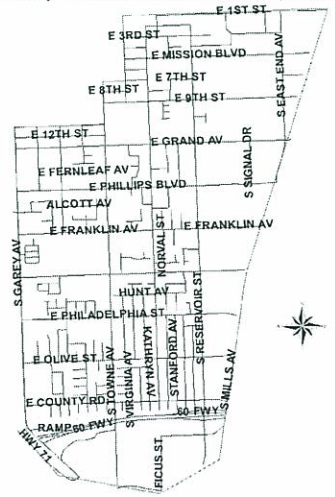 E 1ST ST
E 3RD ST
E MISSION BLVD
E 7TH ST
E 8TH ST
E 9TH ST
S EAST END AV
E 12TH ST
E GRAND AV
S SIGNAL DR
E FERNLEAF AV
E PHILLIPS BLVD
ALCOTT AV
E FRANKLIN AV
E FRANKLIN AV
NORVAL ST
S GAREY AV
HUNT AV
S RESERVOIR ST
E PHILADELPHIA ST
KATHRYN AV
STANFORD AV
E OLIVE ST
S TOWNE AV
S VIRGINIA AV
S MILLS AV
E COUNTY RD
60 FWY
RAMP
60 FWY
HWY 71
FICUS ST